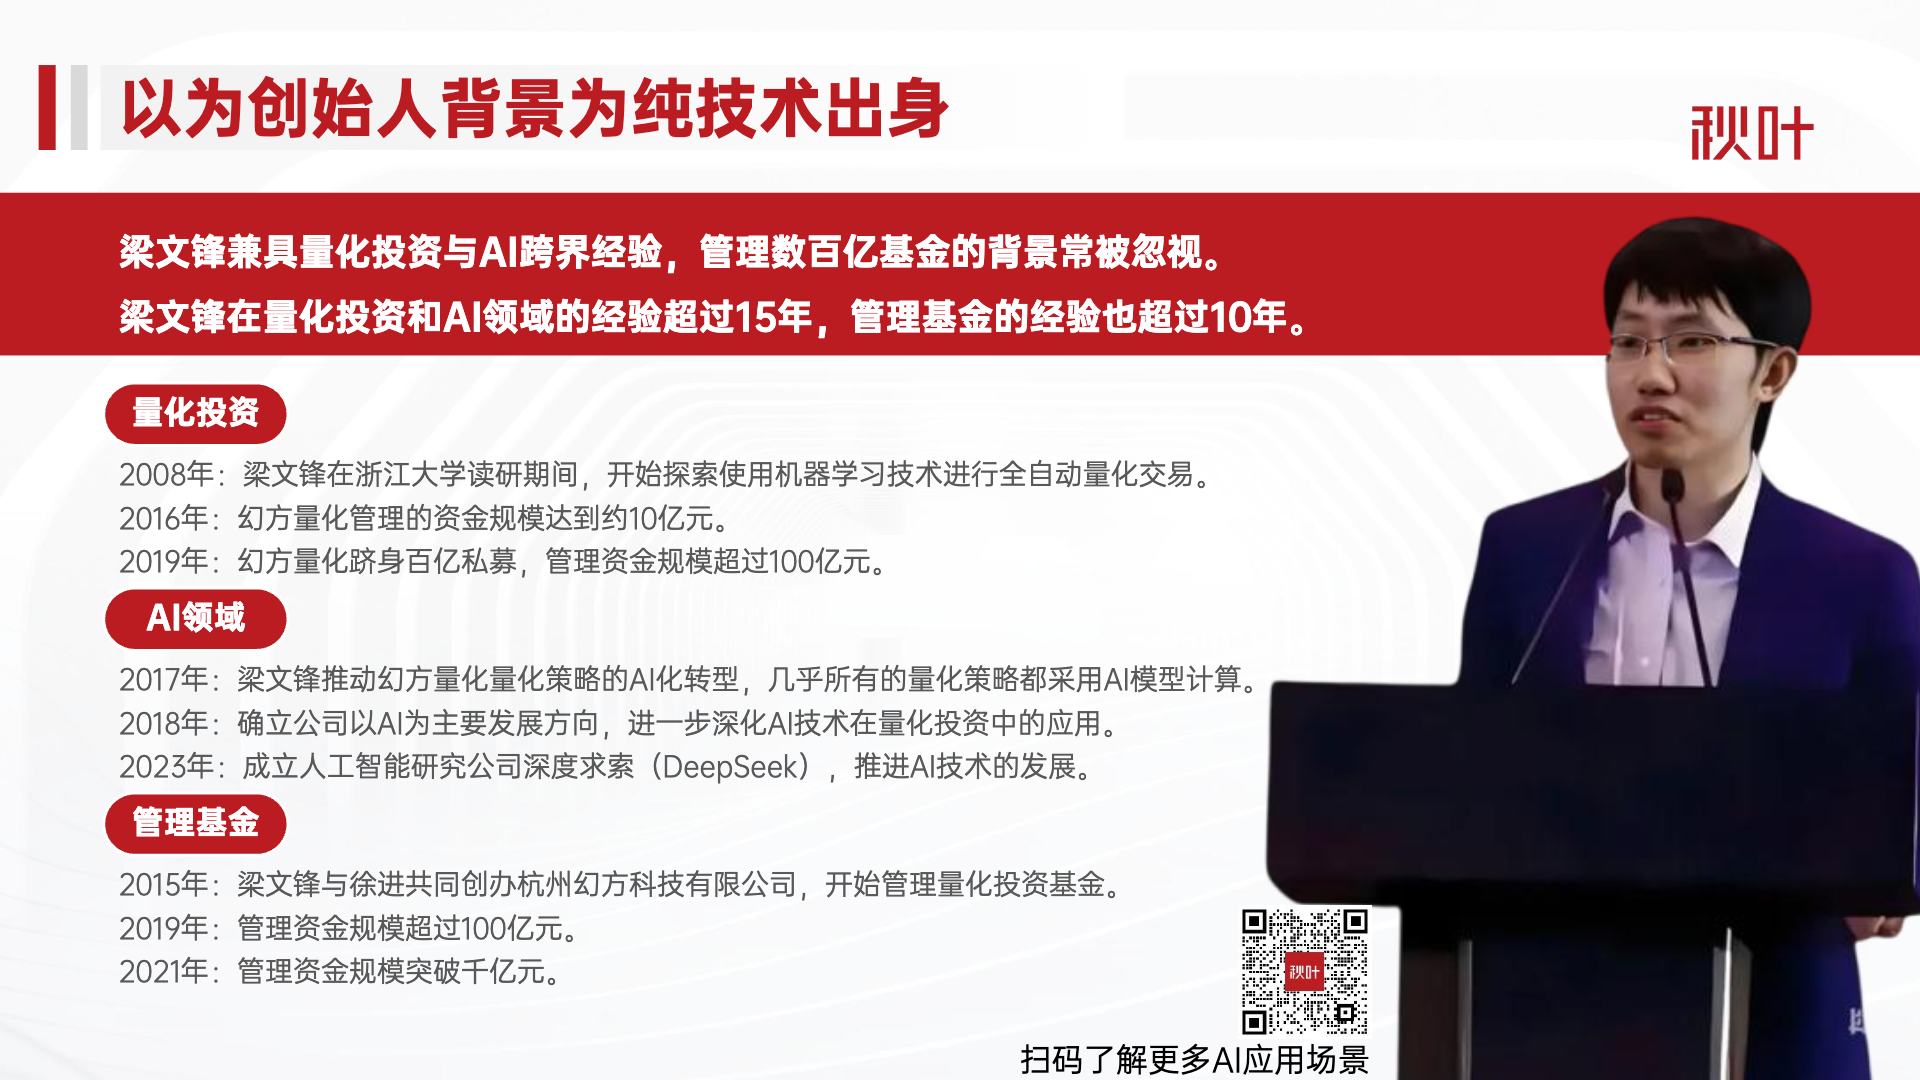 以为创始人背景为纯技术出身
秋叶
梁文锋兼具量化投资与AI跨界经验，管理数百亿基金的背景常被忽视。
梁文锋在量化投资和AI领域的经验超过15年，管理基金的经验也超过10年。
量化投资
2008年：梁文锋在浙江大学读研期间，开始探索使用机器学习技术进行全自动量化交易。
2016年：幻方量化管理的资金规模达到约10亿元。
2019年：幻方量化跻身百亿私募，管理资金规模超过100亿元。
AI领域
2017年：梁文锋推动幻方量化量化策略的AI化转型，几乎所有的量化策略都采用AI模型计算。
2018年：确立公司以AI为主要发展方向，进一步深化AI技术在量化投资中的应用。
2023年：成立人工智能研究公司深度求索（DeepSeek），推进AI技术的发展。
管理基金
2015年：梁文锋与徐进共同创办杭州幻方科技有限公司，开始管理量化投资基金。
2019年：管理资金规模超过100亿元。
2021年：管理资金规模突破千亿元。
秋叶
扫码了解更多AI应用场景